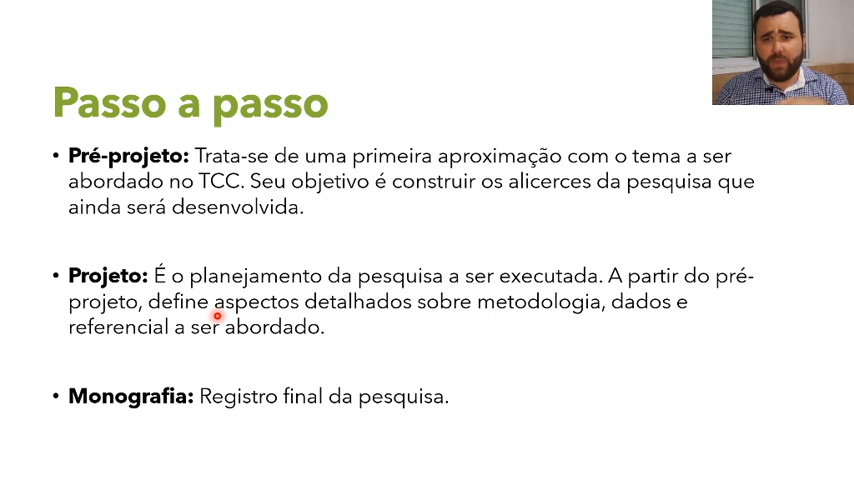 Passo a passo
• Pré-projeto: Trata-se de uma primeira aproximação com o tema a ser
abordado no TCC. Seu objetivo é construir os alicerces da pesquisa que
ainda será desenvolvida.
• Projeto: É o planejamento da pesquisa a ser executada. A partir do pré-
projeto, define aspectos detalhados sobre metodologia, dados e
referencial a ser abordado.
• Monografia: Registro final da pesquisa.